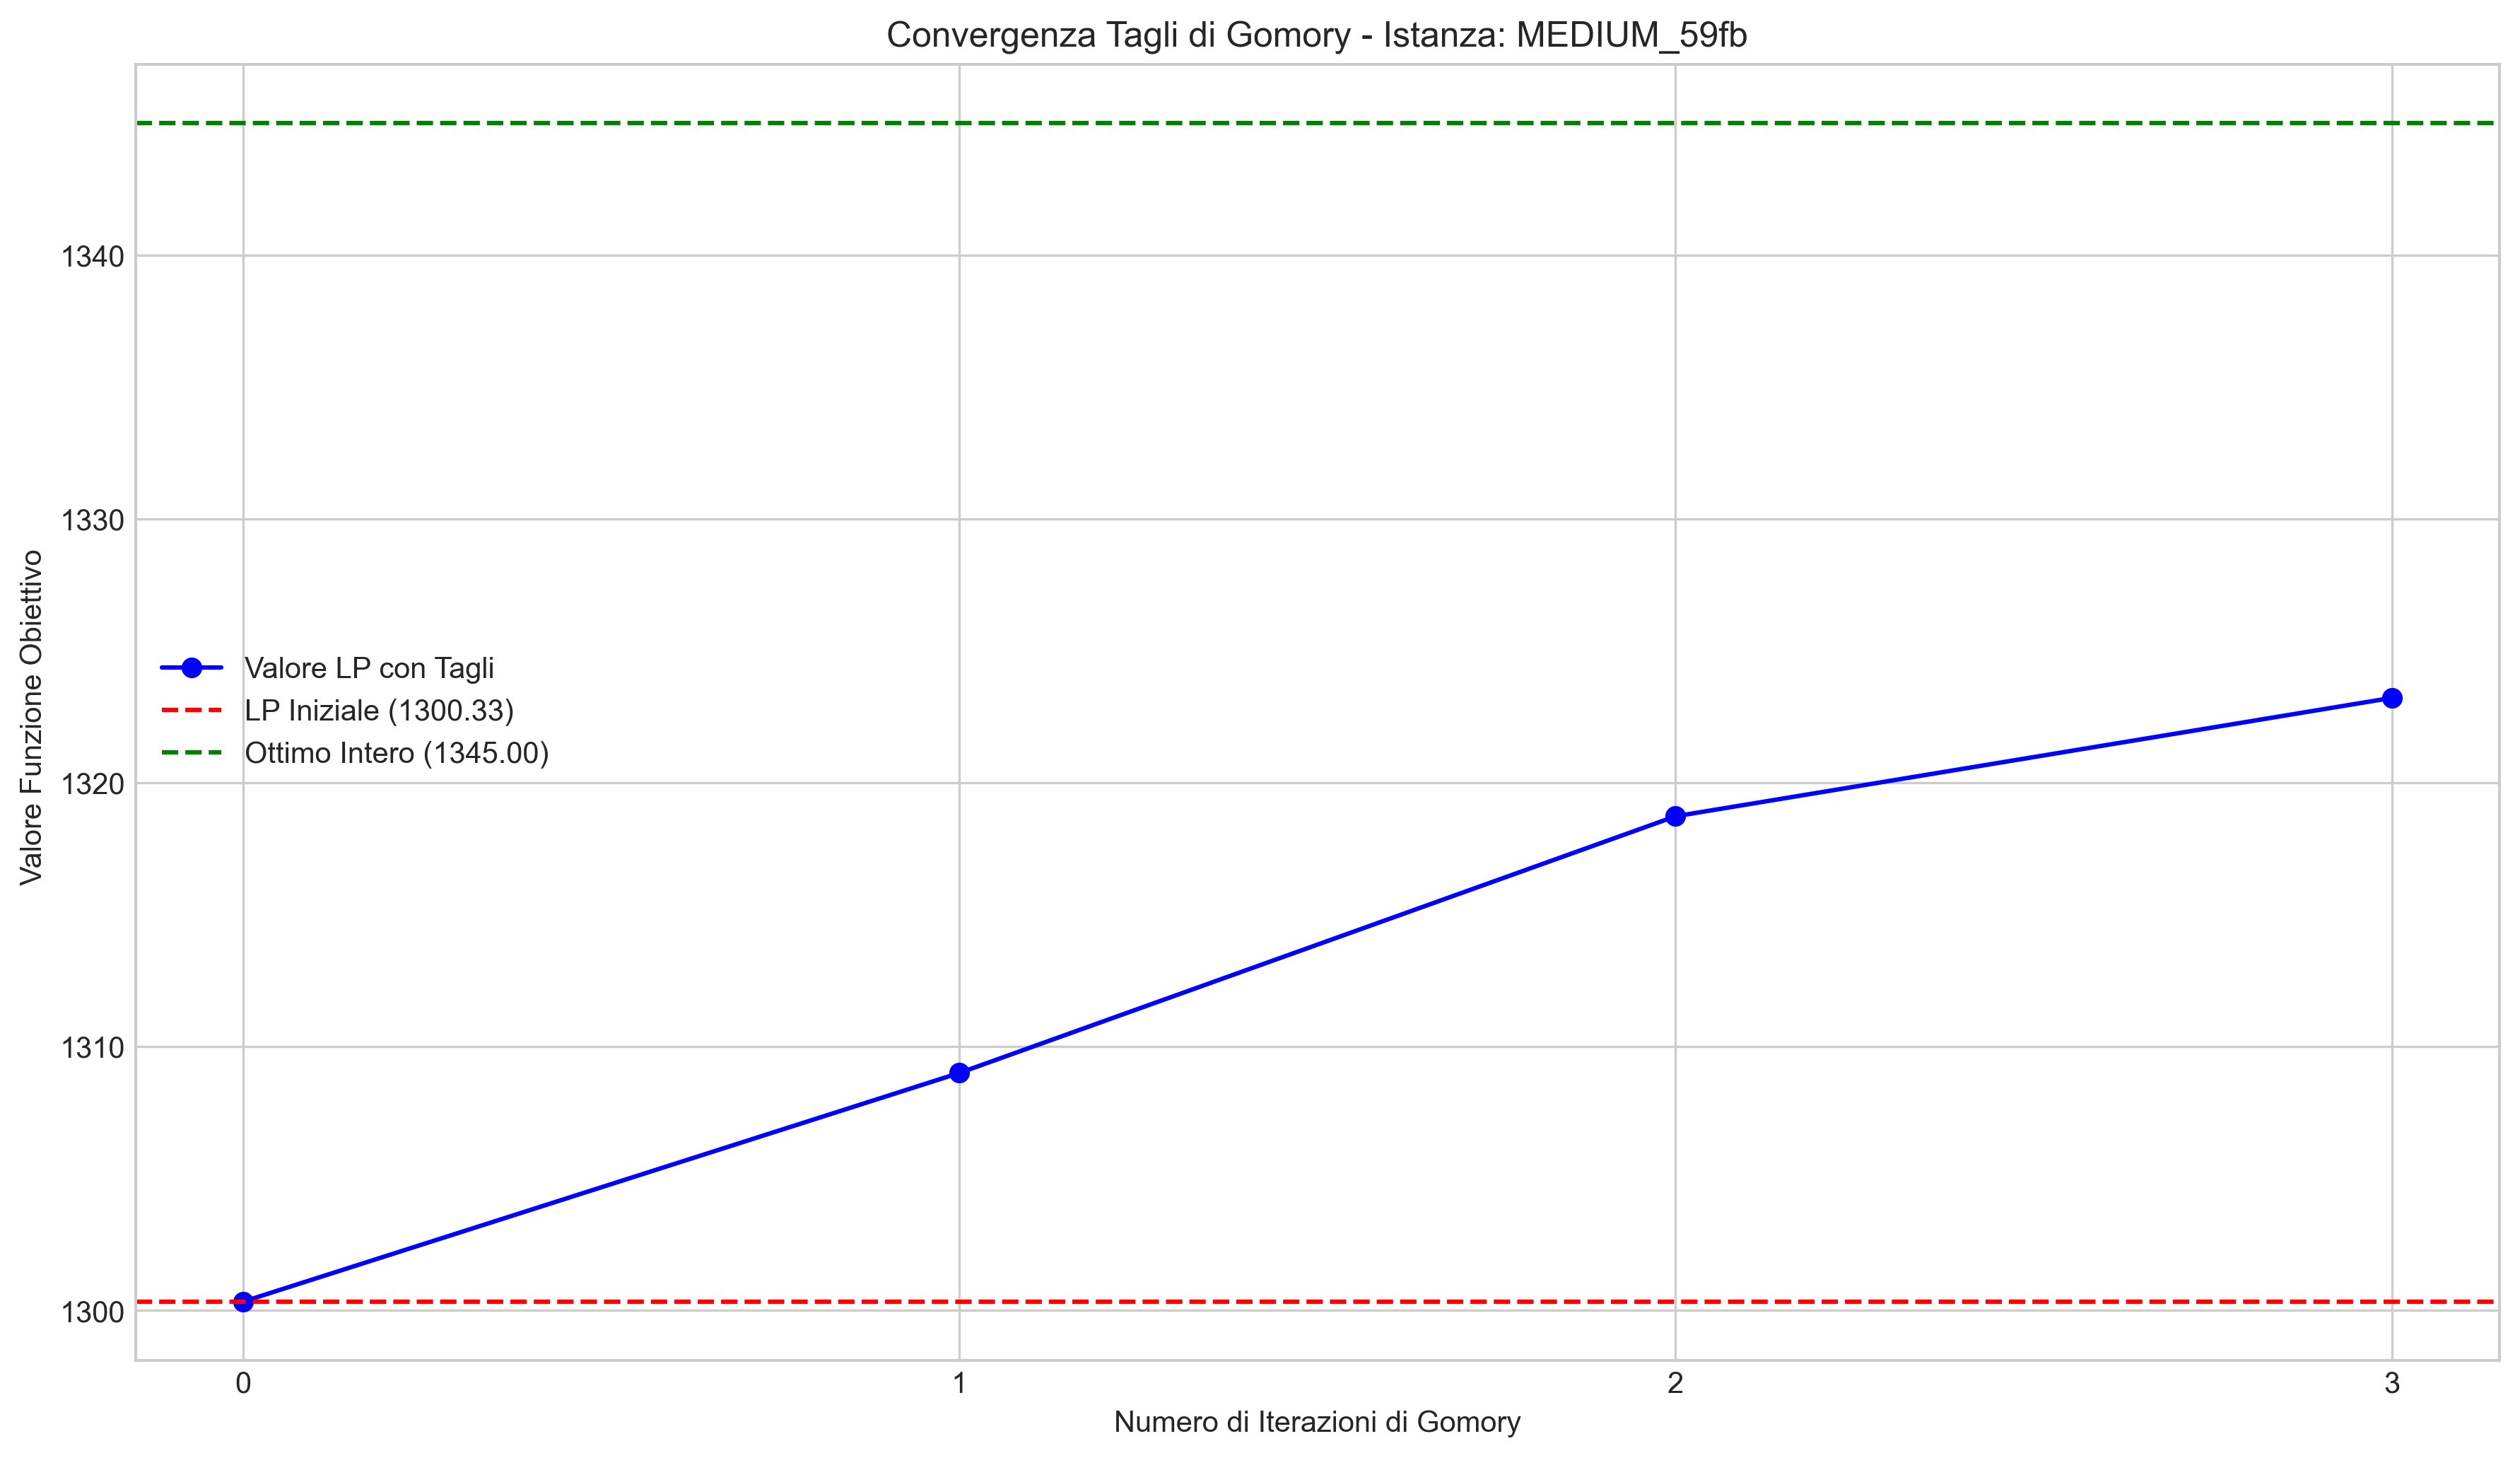 Convergenza Tagli di Gomory - Istanza: MEDIUM_59fb
Valore Funzione Obiettivo
1340
1330
1320
1310
1300
Valore LP con Tagli
LP Iniziale (1300.33)
Ottimo Intero (1345.00)
0
1
2
3
Numero di Iterazioni di Gomory